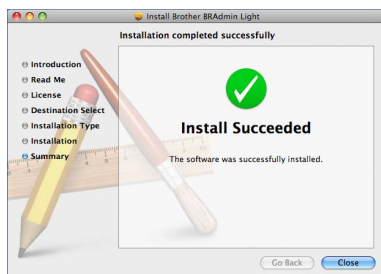 Install Brother BRAdmin Light
Installation completed successfully
Introduction
Read Me
License
Destination Select
Installation Type
Installation
Summary
Install Succeeded
The software was successfully installed.
Go Back
Close